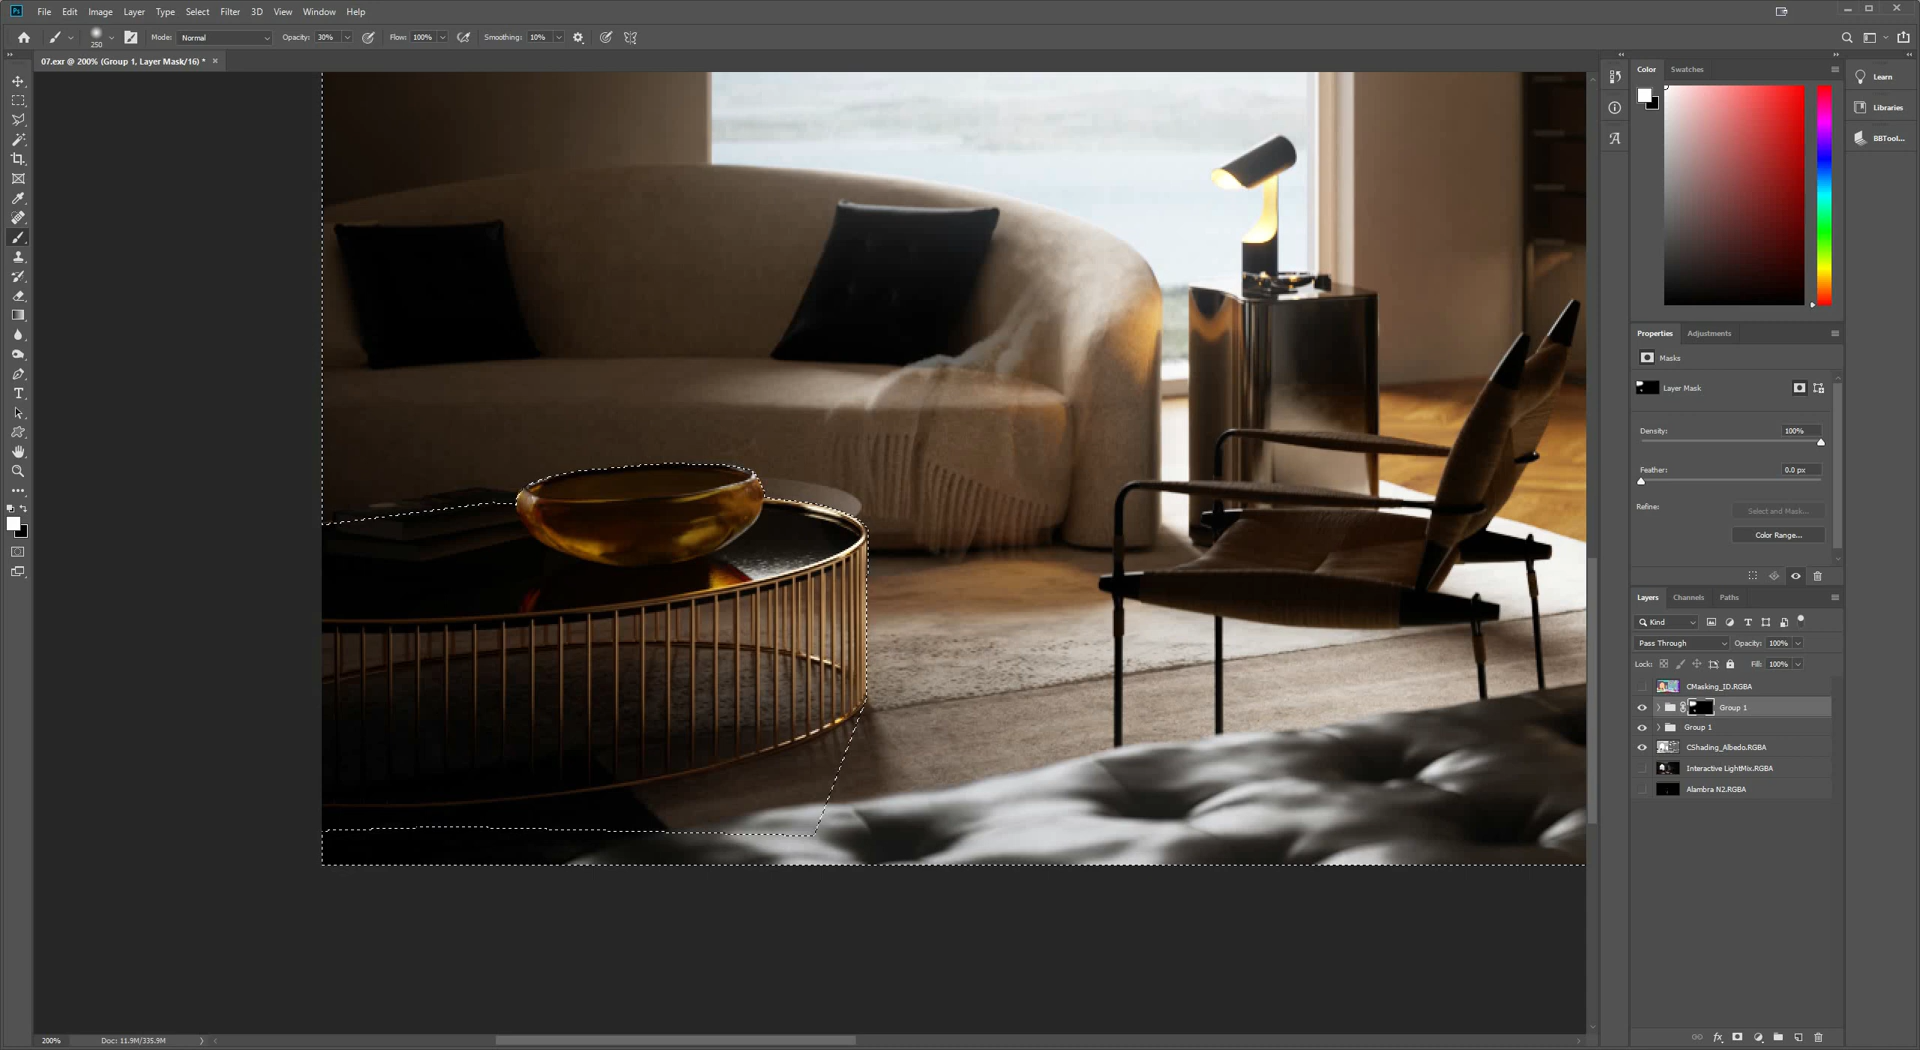 Ps File Edit Image Layer Type Select Filter 3D View Window Help
250 Mode: Normal Opacity: 30% Flow: 100% Smoothing: 10%
07.exr @ 200% (Group 1, Layer Mask/16) * ×
Color Swatches
Learn
Libraries
BBTool...
Properties Adjustments
Masks
Layer Mask
Density: 100%
Feather: 0.0 px
Refine: Select and Mask...
Color Range...
Layers Channels Paths
Kind
Pass Through Opacity: 100%
Lock: Fill: 100%
CMasking_ID.RGBA
Group 1
Group 1
CShading_Albedo.RGBA
Interactive LightMix.RGBA
Alambra N2.RGBA
200% Doc: 11.9M/335.9M